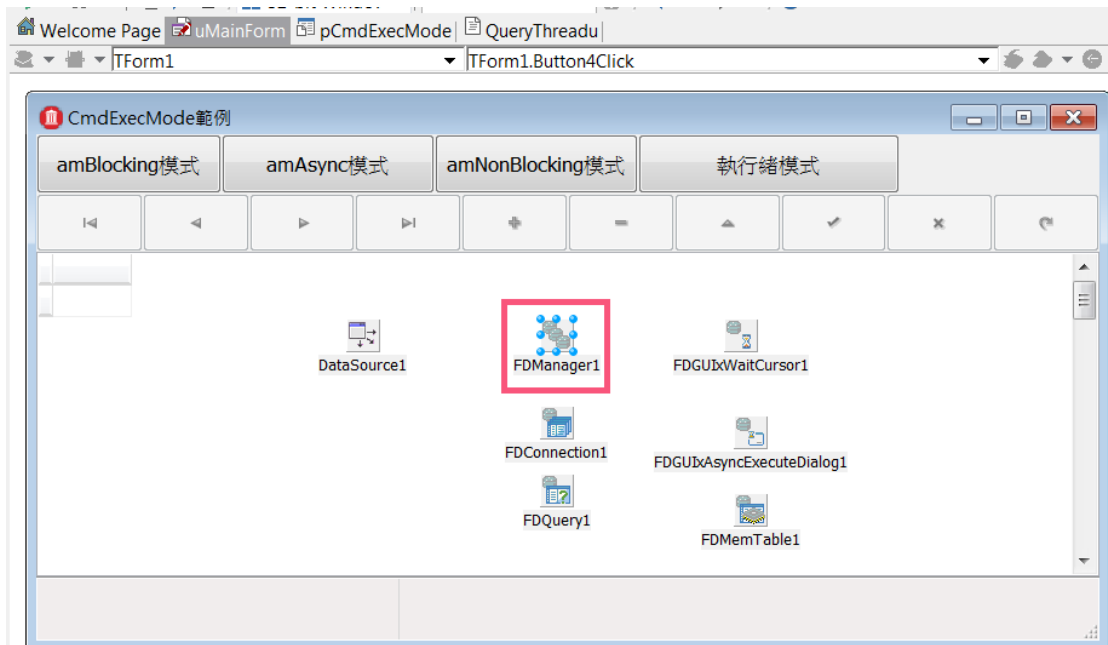 Welcome Page uMainForm pCmdExecMode QueryThreadu
TForm1 TForm1.Button4Click
CmdExecMode範例
amBlocking模式 amAsync模式 amNonBlocking模式 執行緒模式
DataSource1 FDManager1 FDGUIxWaitCursor1
FDConnection1
FDGUIxAsyncExecuteDialog1
FDQuery1
FDMemTable1